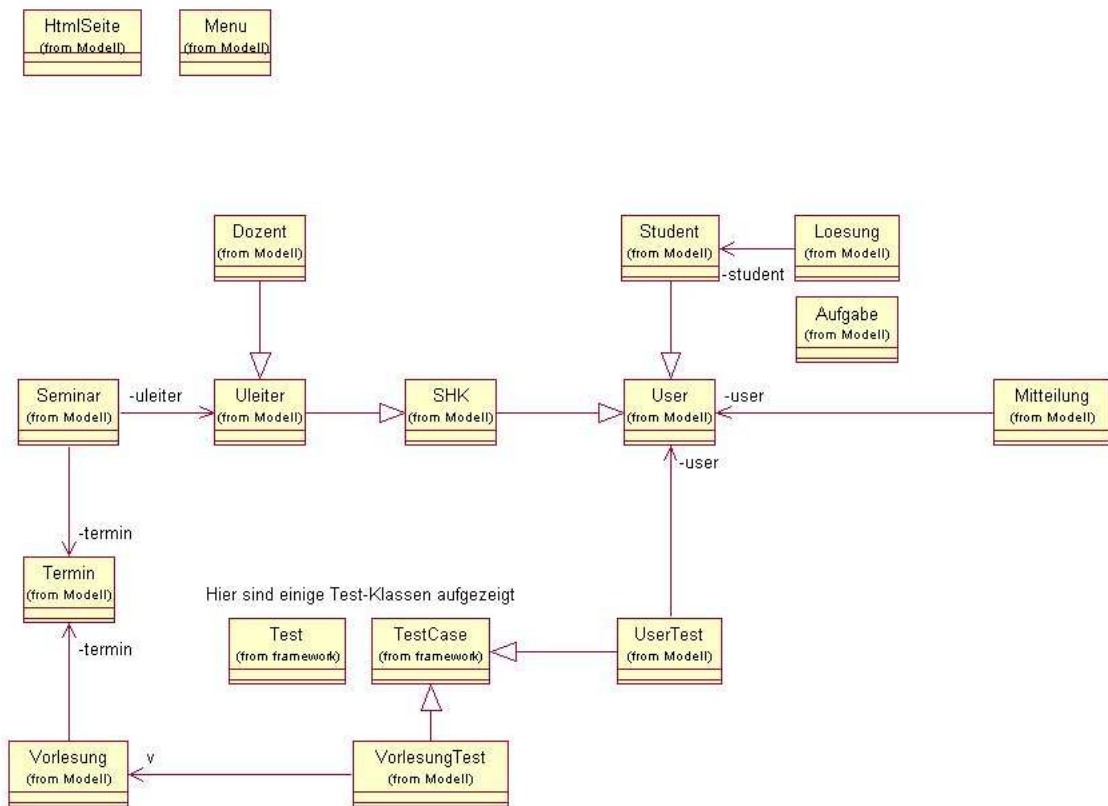 HtmlSeite
(from Modell)
Menu
(from Modell)
Dozent
(from Modell)
Student
(from Modell)
-student
Loesung
(from Modell)
Aufgabe
(from Modell)
Seminar
(from Modell)
-uleiter
Uleiter
(from Modell)
SHK
(from Modell)
User
(from Modell)
-user
Mitteilung
(from Modell)
-user
-termin
Termin
(from Modell)
-termin
Hier sind einige Test-Klassen aufgezeigt
Test
(from framework)
TestCase
(from framework)
UserTest
(from Modell)
Vorlesung
(from Modell)
v
VorlesungTest
(from Modell)